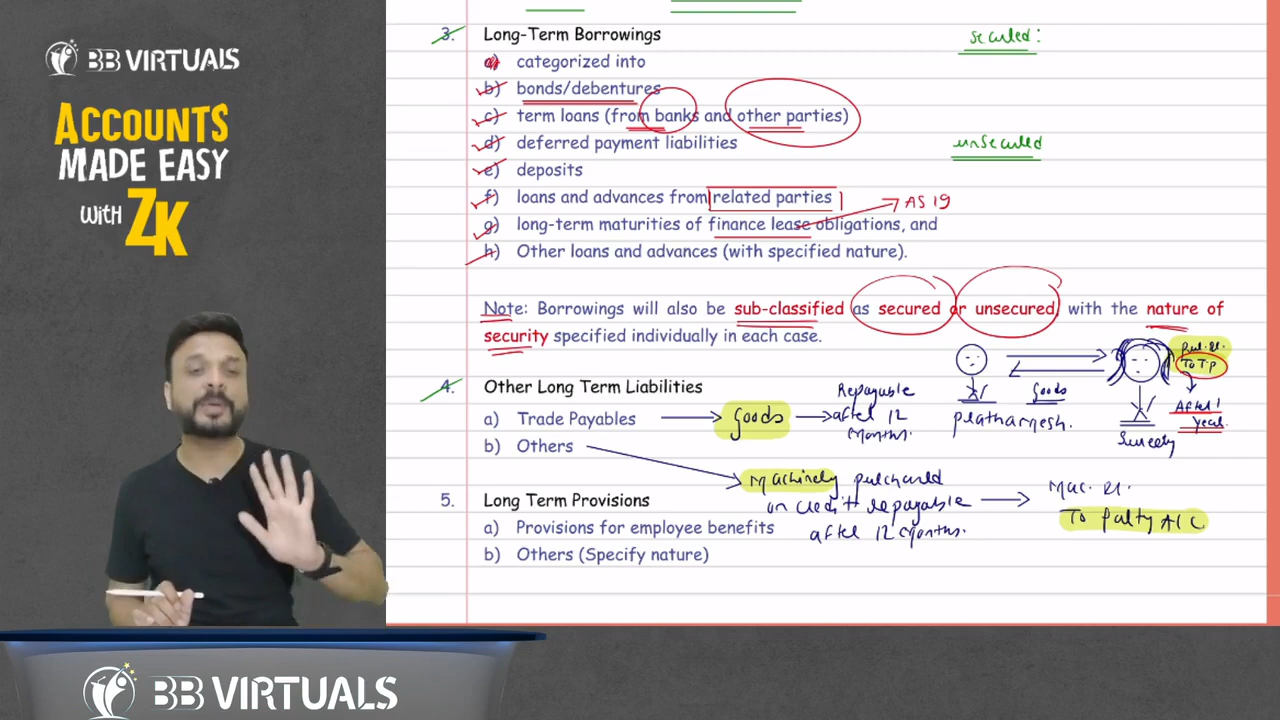 BB VIRTUALS
ACCOUNTS
MADE EASY
with ZK
3. Long-Term Borrowings
a) categorized into
b) bonds/debentures
c) term loans (from banks and other parties)
d) deferred payment liabilities
e) deposits
f) loans and advances from related parties
g) long-term maturities of finance lease obligations, and
h) Other loans and advances (with specified nature).
secured:
unsecured
AS 19
Note: Borrowings will also be sub-classified as secured or unsecured, with the nature of
security specified individually in each case.
4. Other Long Term Liabilities
a) Trade Payables
b) Others
Goods
Repayable
after 12
months.
Goods
prathamesh.
Pur. A.
To T.P
After 1
year.
Machinery purchased
on credit repayable
after 12 months.
Mac. A.
To party A/C
5. Long Term Provisions
a) Provisions for employee benefits
b) Others (Specify nature)
BB VIRTUALS